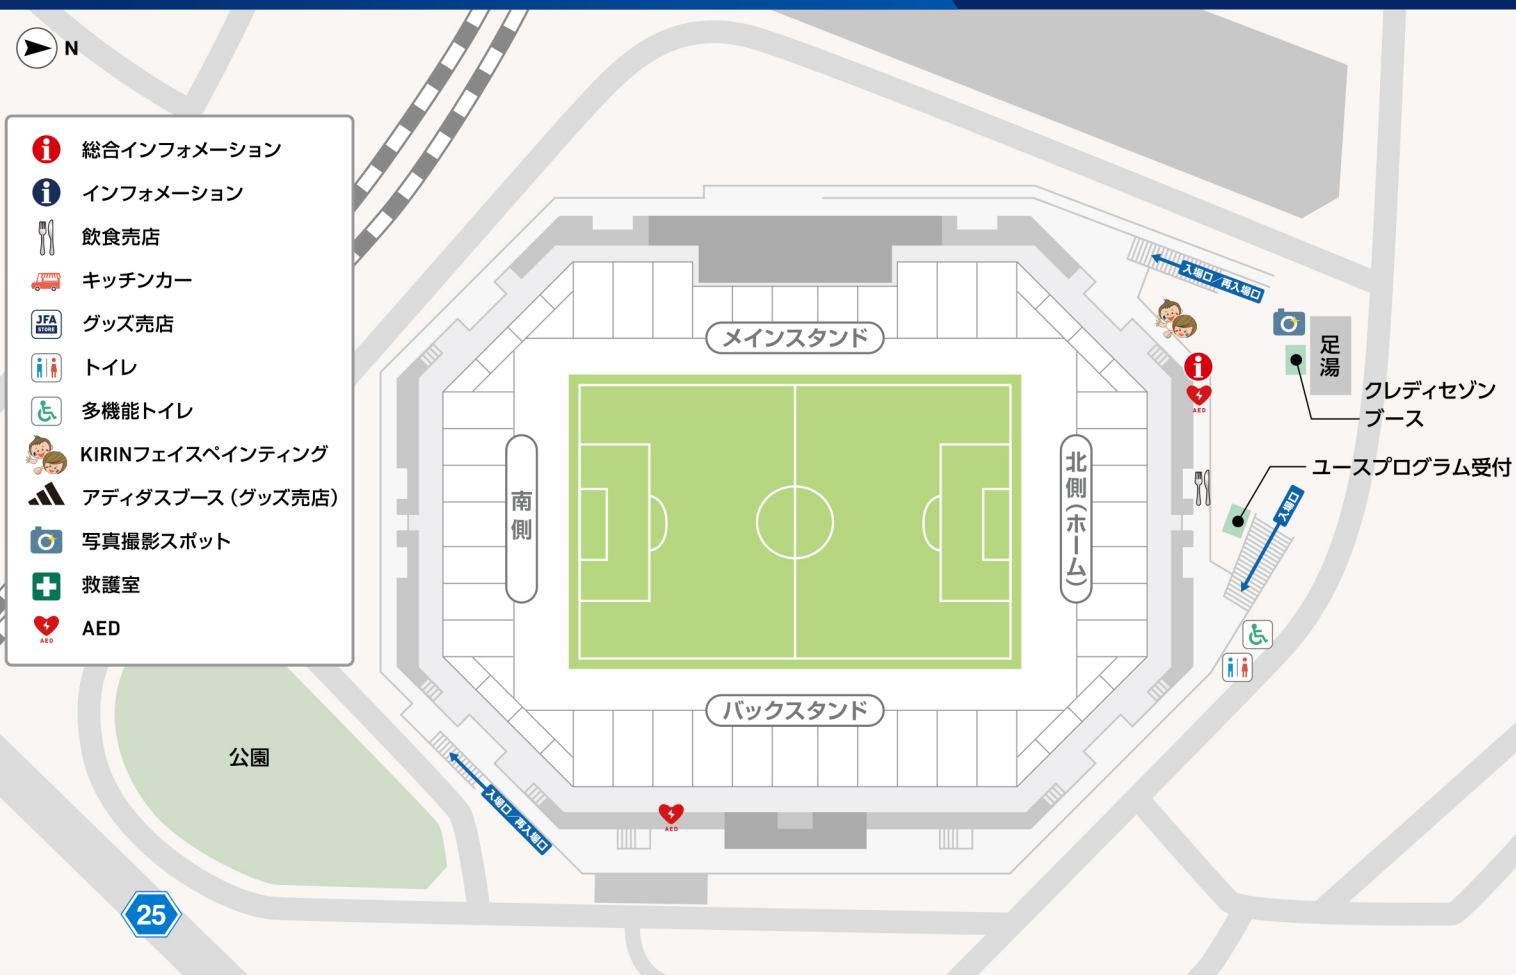 N
総合インフォメーション
インフォメーション
飲食売店
キッチンカー
JFA
STORE
グッズ売店
トイレ
多機能トイレ
KIRINフェイスペインティング
アディダスブース（グッズ売店）
写真撮影スポット
救護室
AED
AED
入場口／再入場口
メインスタンド
足湯
クレディセゾン
ブース
AED
北側（ホーム）
南側
ユースプログラム受付
入場口
バックスタンド
公園
入場口／再入場口
AED
25